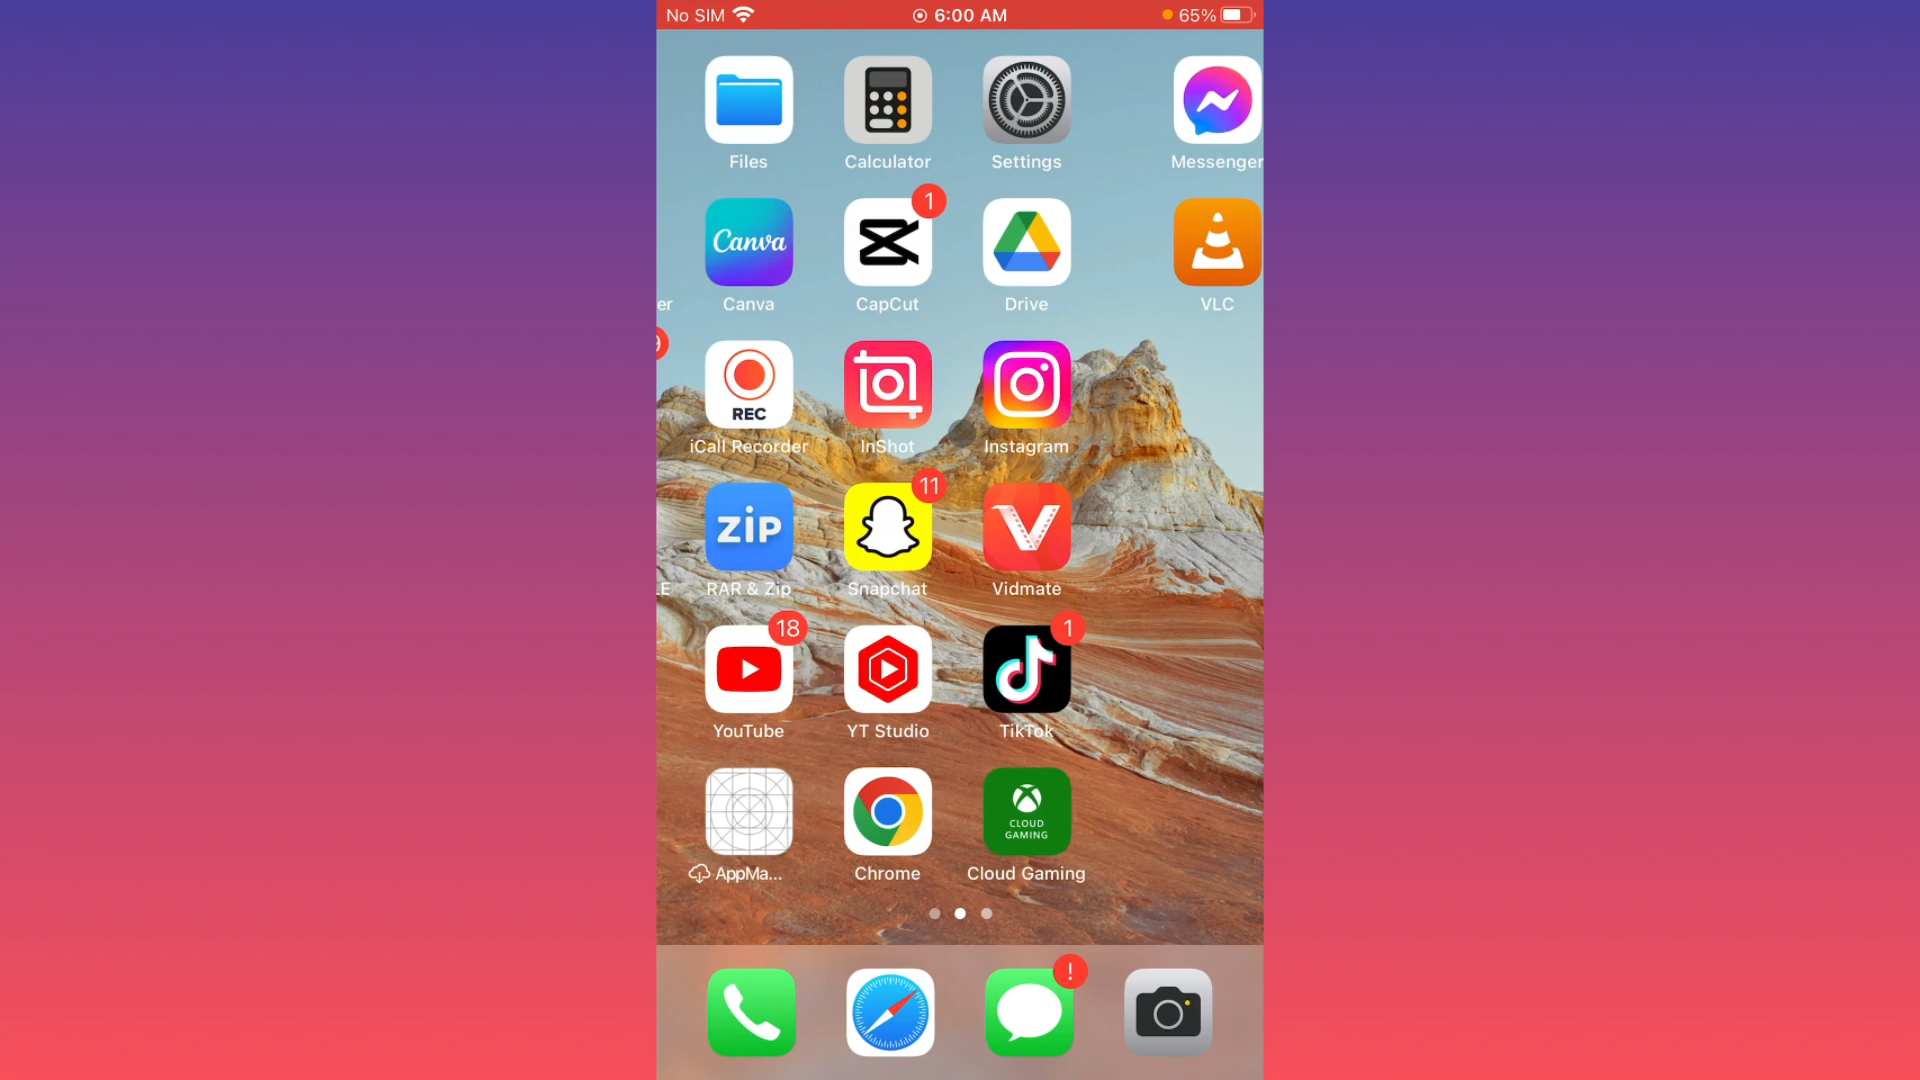 No SIM 6:00 AM 65%
Files Calculator Settings Messenger
1
Canva
er Canva CapCut Drive VLC
9
REC
iCall Recorder InShot Instagram
11
ZIP
E RAR & Zip Snapchat Vidmate
18 1
YouTube YT Studio TikTok
CLOUD
GAMING
AppMa... Chrome Cloud Gaming
!